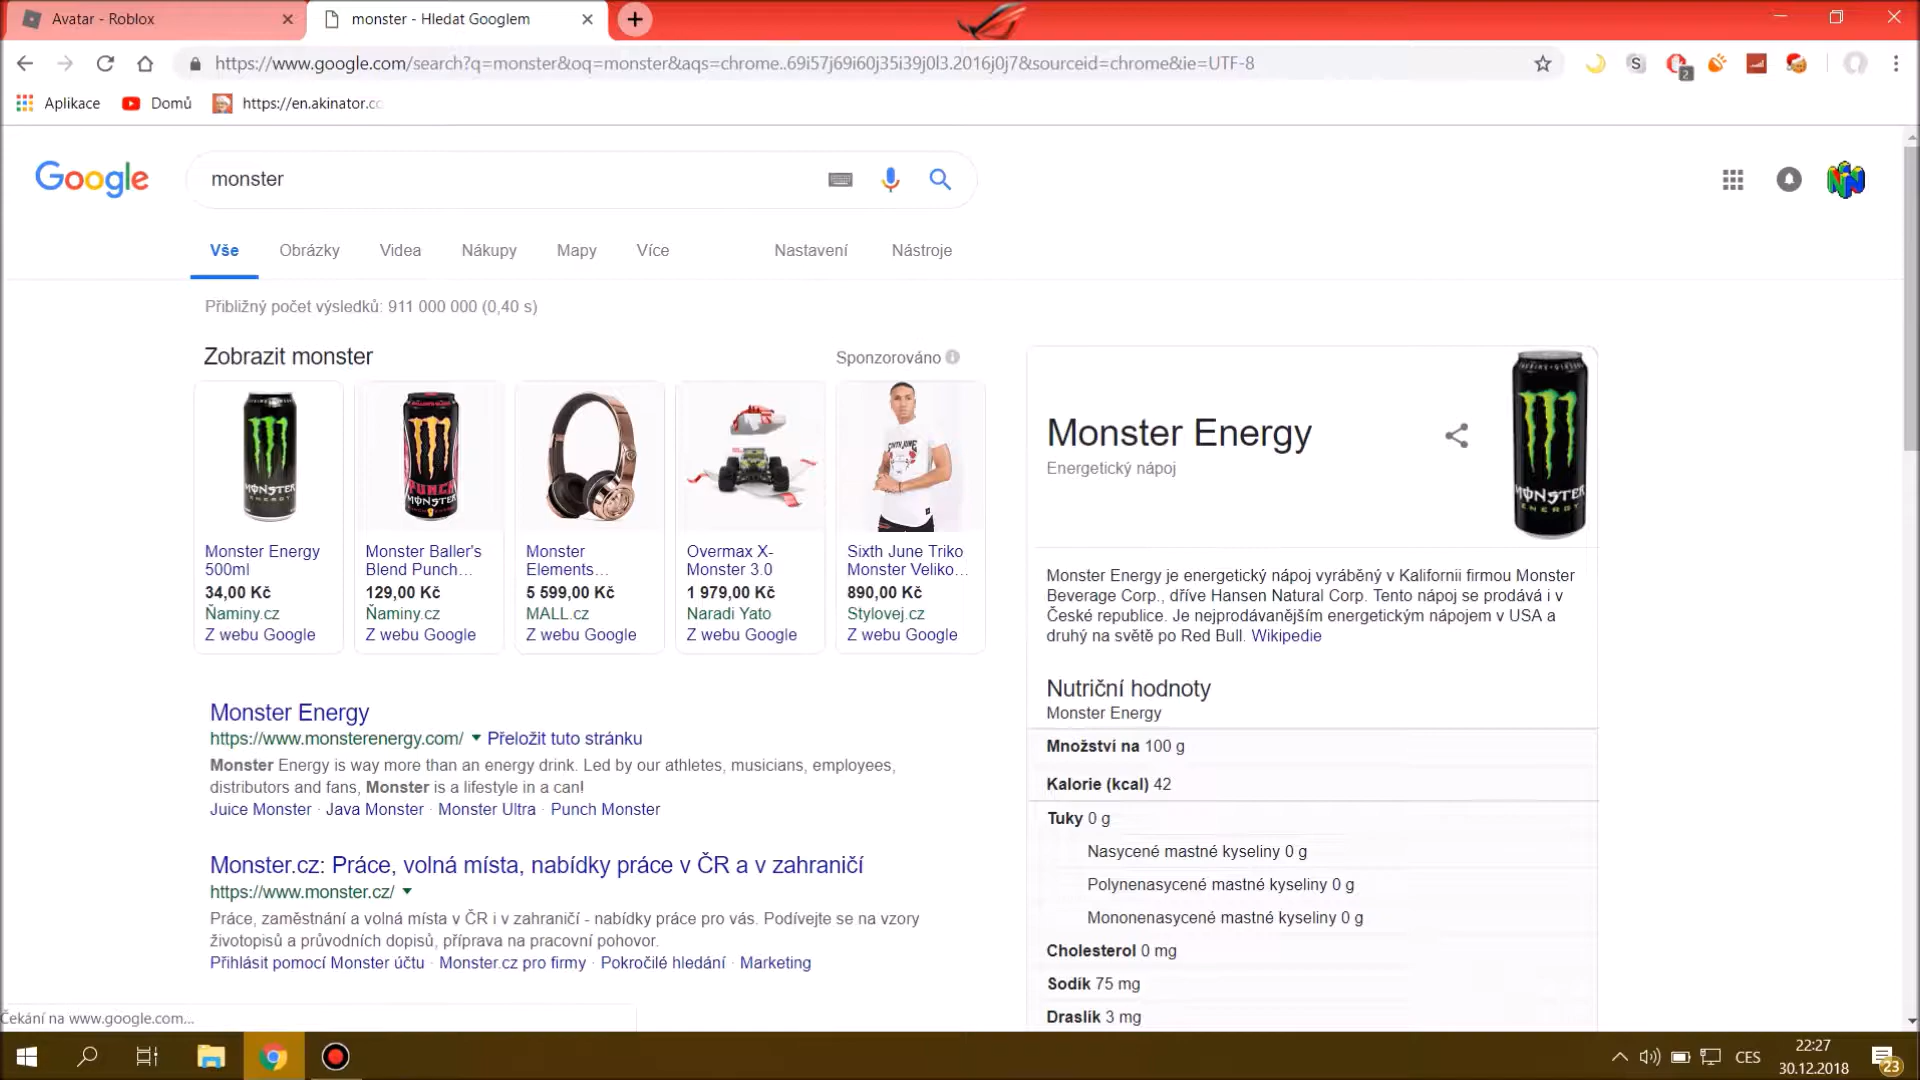 Avatar - Roblox
monster - Hledat Googlem
https://www.google.com/search?q=monster&oq=monster&aqs=chrome..69i57j69i60j35i39j0l3.2016j0j7&sourceid=chrome&ie=UTF-8
S
2
Aplikace
Domů
https://en.akinator.co
Google
monster
Vše
Obrázky
Videa
Nákupy
Mapy
Více
Nastavení
Nástroje
Přibližný počet výsledků: 911 000 000 (0,40 s)
Zobrazit monster
Sponzorováno
MONSTER
ENERGY
PUNCH
MONSTER
SIXTH JUNE
Monster Energy
500ml
34,00 Kč
Ňaminy.cz
Z webu Google
Monster Baller's
Blend Punch...
129,00 Kč
Ňaminy.cz
Z webu Google
Monster
Elements...
5 599,00 Kč
MALL.cz
Z webu Google
Overmax X-
Monster 3.0
1 979,00 Kč
Naradi Yato
Z webu Google
Sixth June Triko
Monster Veliko...
890,00 Kč
Stylovej.cz
Z webu Google
Monster Energy
https://www.monsterenergy.com/ Přeložit tuto stránku
Monster Energy is way more than an energy drink. Led by our athletes, musicians, employees,
distributors and fans, Monster is a lifestyle in a can!
Juice Monster · Java Monster · Monster Ultra · Punch Monster
Monster.cz: Práce, volná místa, nabídky práce v ČR a v zahraničí
https://www.monster.cz/
Práce, zaměstnání a volná místa v ČR i v zahraničí - nabídky práce pro vás. Podívejte se na vzory
životopisů a průvodních dopisů, příprava na pracovní pohovor.
Přihlásit pomocí Monster účtu · Monster.cz pro firmy · Pokročilé hledání · Marketing
Monster Energy
Energetický nápoj
MONSTER
ENERGY
Monster Energy je energetický nápoj vyráběný v Kalifornii firmou Monster
Beverage Corp., dříve Hansen Natural Corp. Tento nápoj se prodává i v
České republice. Je nejprodávanějším energetickým nápojem v USA a
druhý na světě po Red Bull. Wikipedie
Nutriční hodnoty
Monster Energy
Množství na 100 g
Kalorie (kcal) 42
Tuky 0 g
Nasycené mastné kyseliny 0 g
Polynenasycené mastné kyseliny 0 g
Mononenasycené mastné kyseliny 0 g
Cholesterol 0 mg
Sodík 75 mg
Draslík 3 mg
Čekání na www.google.com...
CES
22:27
30.12.2018
23